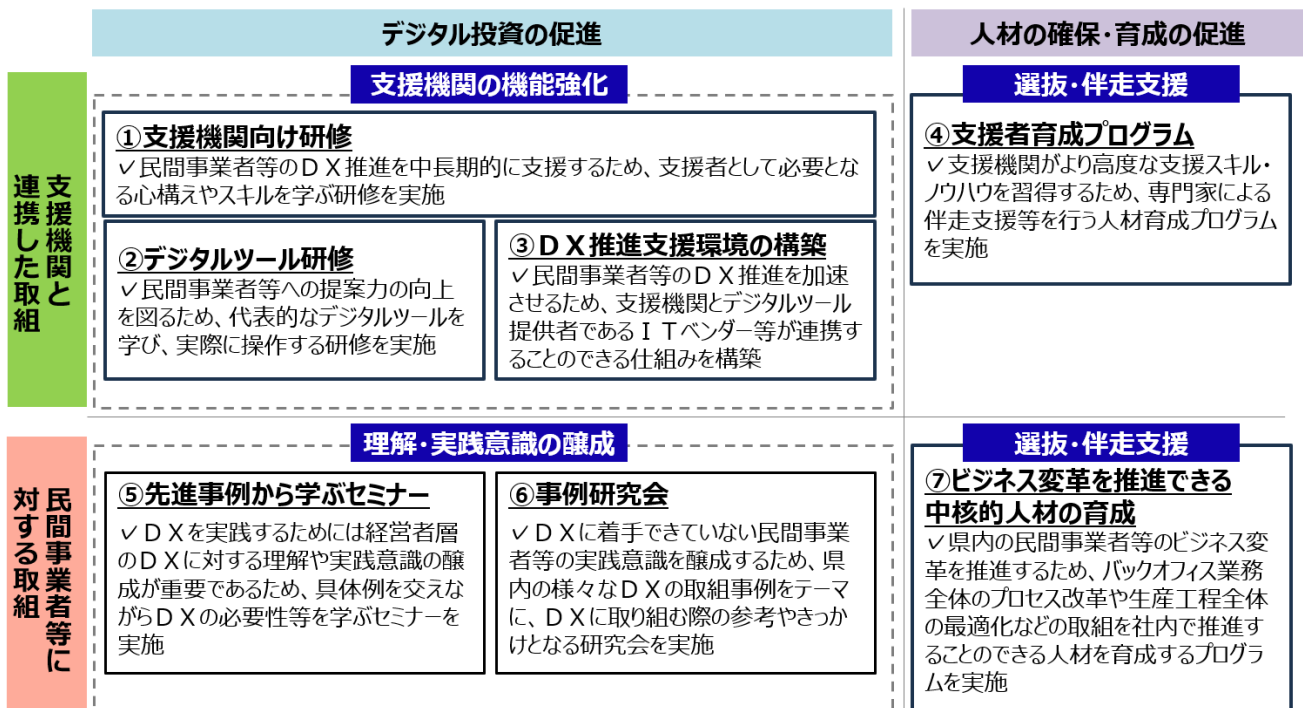 デジタル投資の促進
人材の確保・育成の促進
支援機関と
連携した取組
支援機関の機能強化
①支援機関向け研修
✓民間事業者等のＤＸ推進を中長期的に支援するため、支援者として必要とな
る心構えやスキルを学ぶ研修を実施
②デジタルツール研修
✓民間事業者等への提案力の向上
を図るため、代表的なデジタルツールを
学び、実際に操作する研修を実施
③ＤＸ推進支援環境の構築
✓民間事業者等のＤＸ推進を加速
させるため、支援機関とデジタルツール
提供者であるＩＴベンダー等が連携す
ることのできる仕組みを構築
選抜・伴走支援
④支援者育成プログラム
✓支援機関がより高度な支援スキル・
ノウハウを習得するため、専門家による
伴走支援等を行う人材育成プログラム
を実施
民間事業者等に
対する取組
理解・実践意識の醸成
⑤先進事例から学ぶセミナー
✓ＤＸを実践するためには経営者層
のＤＸに対する理解や実践意識の醸
成が重要であるため、具体例を交えな
がらＤＸの必要性等を学ぶセミナーを
実施
⑥事例研究会
✓ＤＸに着手できていない民間事業
者等の実践意識を醸成するため、県
内の様々なＤＸの取組事例をテーマ
に、ＤＸに取り組む際の参考やきっか
けとなる研究会を実施
選抜・伴走支援
⑦ビジネス変革を推進できる
中核的人材の育成
✓県内の民間事業者等のビジネス変
革を推進するため、バックオフィス業務
全体のプロセス改革や生産工程全体
の最適化などの取組を社内で推進す
ることのできる人材を育成するプログラ
ムを実施